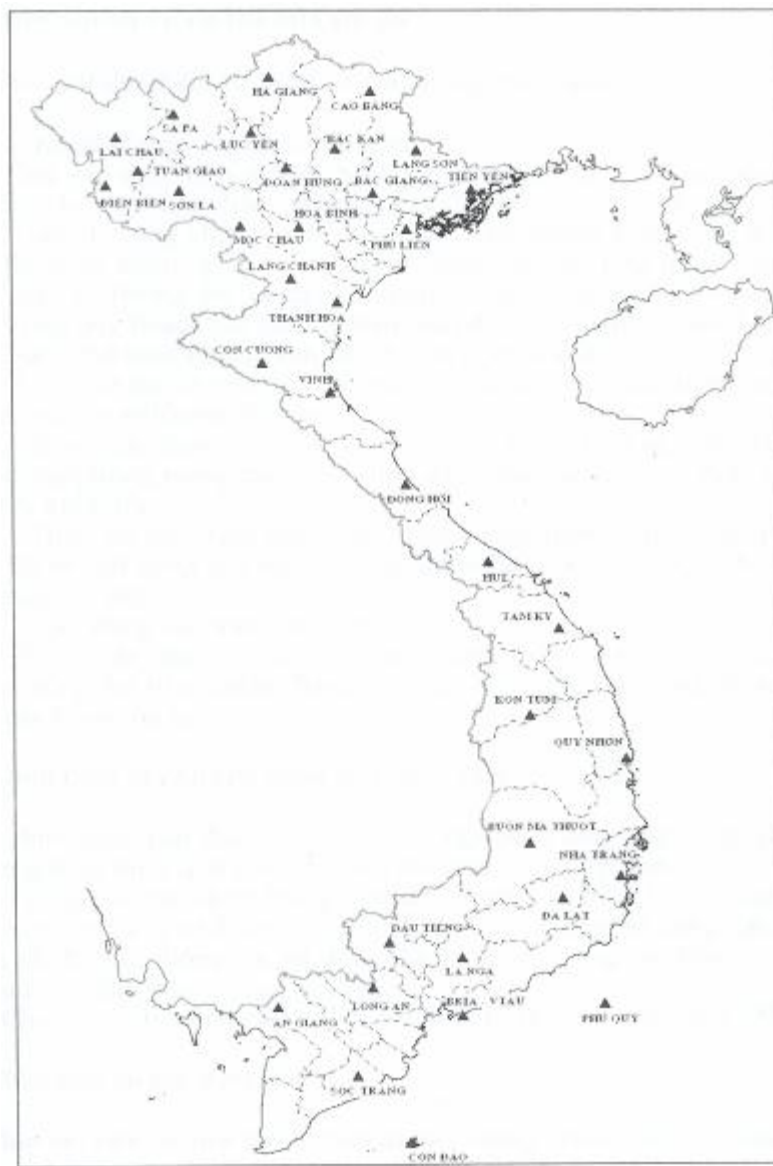 HA GIANG
CAO BANG
SA PA
LUC YEN
BAC KAN
LAI CHAU
LANG SON
TUAN GIAO
DOAN HUNG
BAC GIANG
TIEN YEN
DIEN BIEN
SON LA
HOA BINH
MOC CHAU
PHU LIEN
LANG CHANH
THANH HOA
CON CUONG
VINH
DONG HOI
HUE
TAM KY
KON TUM
QUY NHON
BUON MA THUOT
NHA TRANG
DA LAT
DAU TIENG
LA NGA
LONG AN
VTAU
AN GIANG
PHU QUY
SOC TRANG
CON DAO